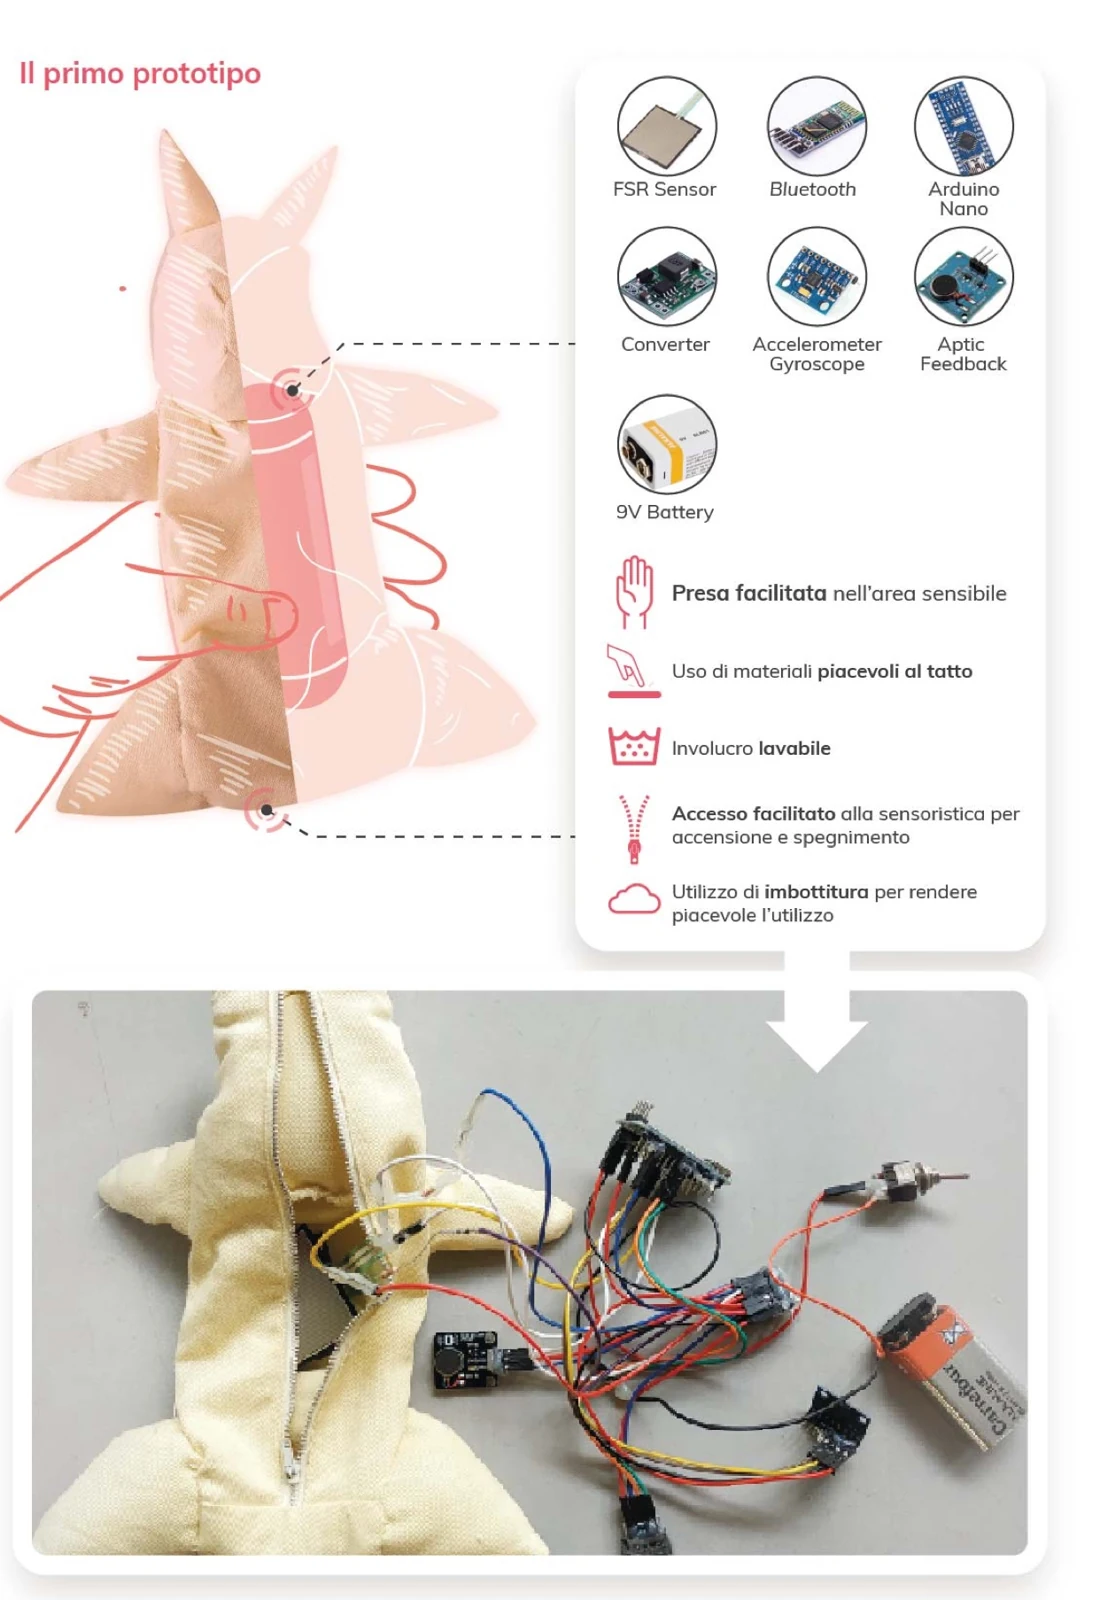 Il primo prototipo
FSR Sensor
Bluetooth
Arduino
Nano
Converter
Accelerometer
Gyroscope
Aptic
Feedback
9V Battery
Presa facilitata nell'area sensibile
Uso di materiali piacevoli al tatto
Involucro lavabile
Accesso facilitato alla sensoristica per
accensione e spegnimento
Utilizzo di imbottitura per rendere
piacevole l'utilizzo
Carrefour
ALKALINE